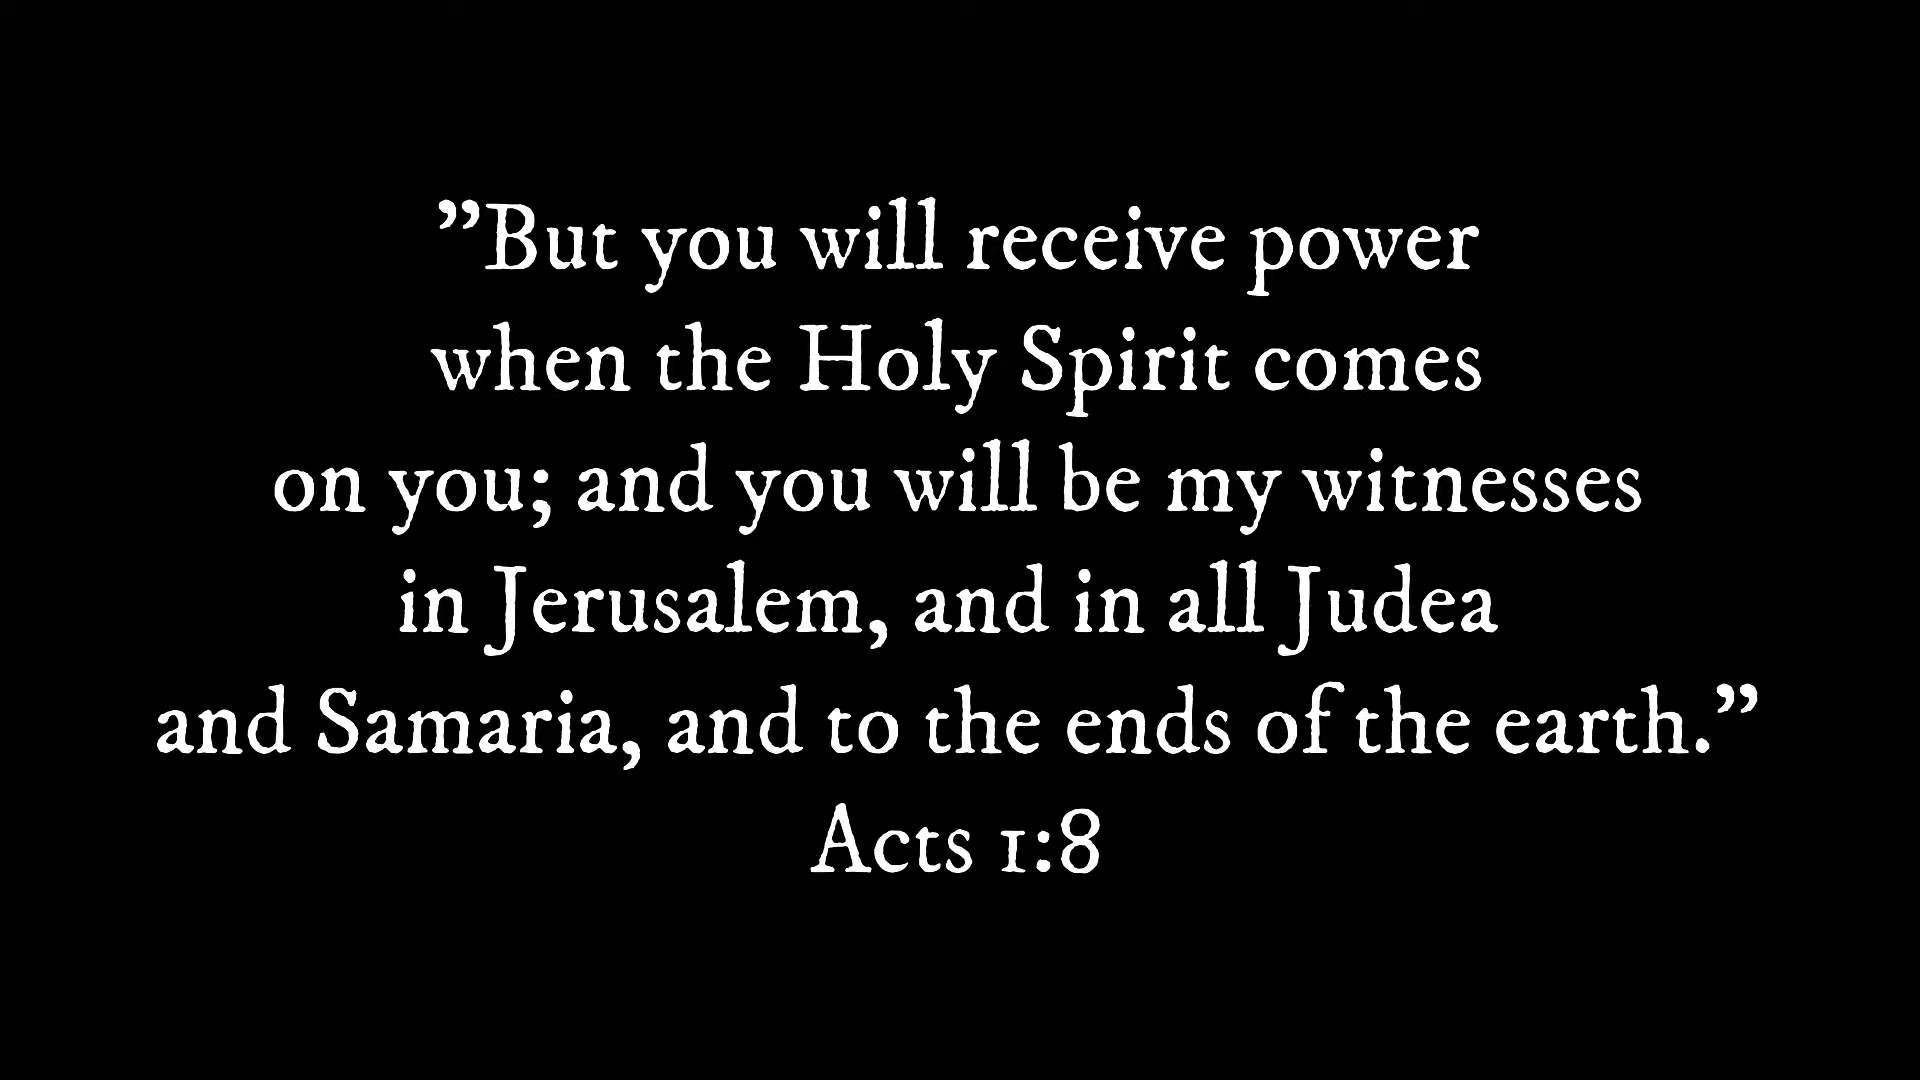 ”But you will receive power
when the Holy Spirit comes
on you; and you will be my witnesses
in Jerusalem, and in all Judea
and Samaria, and to the ends of the earth.”
Acts 1:8